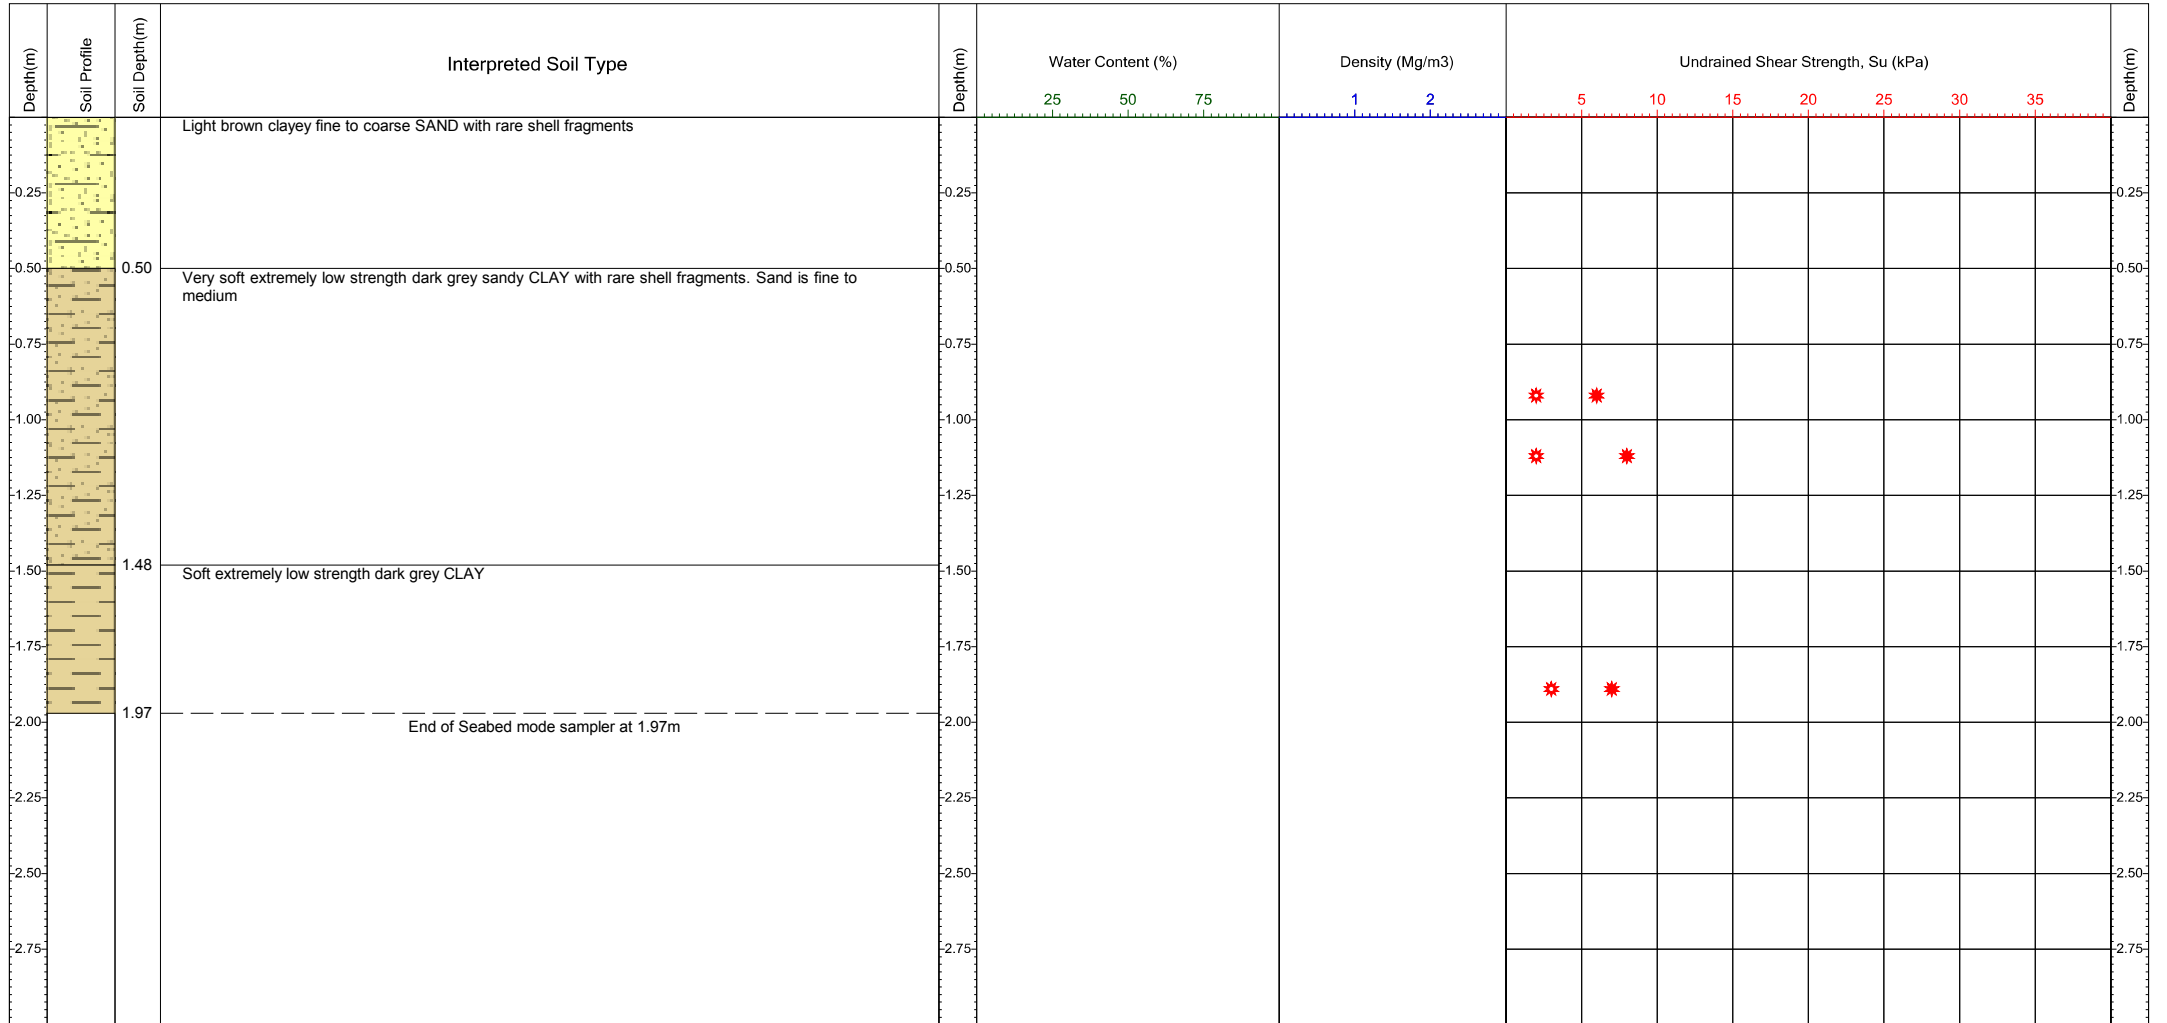 Depth(m)
Soil Profile
Soil Depth(m)
Interpreted Soil Type
Depth(m)
Water Content (%)
25 50 75
Density (Mg/m3)
1 2
Undrained Shear Strength, Su (kPa)
5 10 15 20 25 30 35
Depth(m)
Light brown clayey fine to coarse SAND with rare shell fragments
0.25 0.25 0.25
0.50 0.50 0.50 0.50
Very soft extremely low strength dark grey sandy CLAY with rare shell fragments. Sand is fine to
medium
0.75 0.75 0.75
1.00 1.00 1.00
1.25 1.25 1.25
1.48
1.50 1.50 1.50
Soft extremely low strength dark grey CLAY
1.75 1.75 1.75
1.97
2.00 2.00 2.00
End of Seabed mode sampler at 1.97m
2.25 2.25 2.25
2.50 2.50 2.50
2.75 2.75 2.75